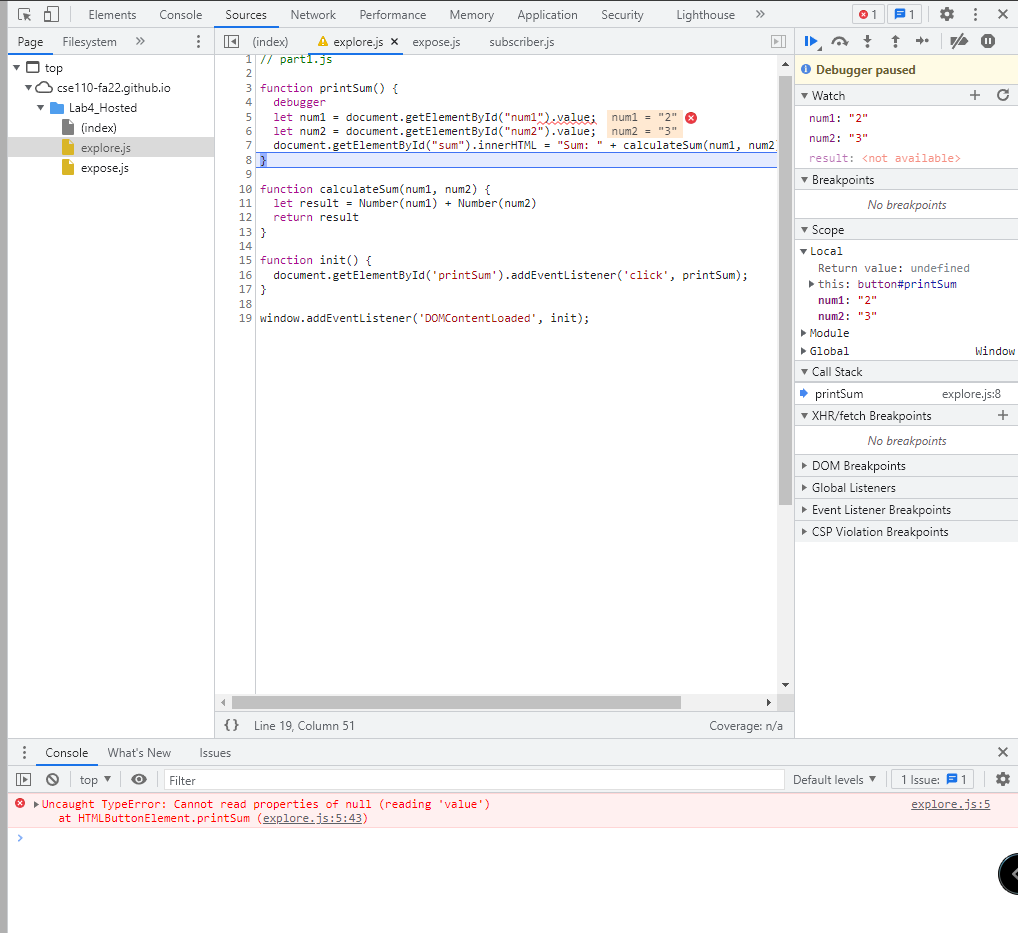 Elements Console Sources Network Performance Memory Application Security Lighthouse » 1 1
Page Filesystem »
(index) explore.js × expose.js subscriber.js
top
cse110-fa22.github.io
Lab4_Hosted
(index)
explore.js
expose.js
1 // part1.js
2
3 function printSum() {
4 debugger
5 let num1 = document.getElementById("num1").value; num1 = "2"
6 let num2 = document.getElementById("num2").value; num2 = "3"
7 document.getElementById("sum").innerHTML = "Sum: " + calculateSum(num1, num2
8 }
9
10 function calculateSum(num1, num2) {
11 let result = Number(num1) + Number(num2)
12 return result
13 }
14
15 function init() {
16 document.getElementById('printSum').addEventListener('click', printSum);
17 }
18
19 window.addEventListener('DOMContentLoaded', init);
{} Line 19, Column 51 Coverage: n/a
Debugger paused
Watch
num1: "2"
num2: "3"
result: <not available>
Breakpoints
No breakpoints
Scope
Local
Return value: undefined
this: button#printSum
num1: "2"
num2: "3"
Module
Global Window
Call Stack
printSum explore.js:8
XHR/fetch Breakpoints
No breakpoints
DOM Breakpoints
Global Listeners
Event Listener Breakpoints
CSP Violation Breakpoints
Console What's New Issues
top Filter Default levels 1 Issue: 1
Uncaught TypeError: Cannot read properties of null (reading 'value') explore.js:5
at HTMLButtonElement.printSum (explore.js:5:43)